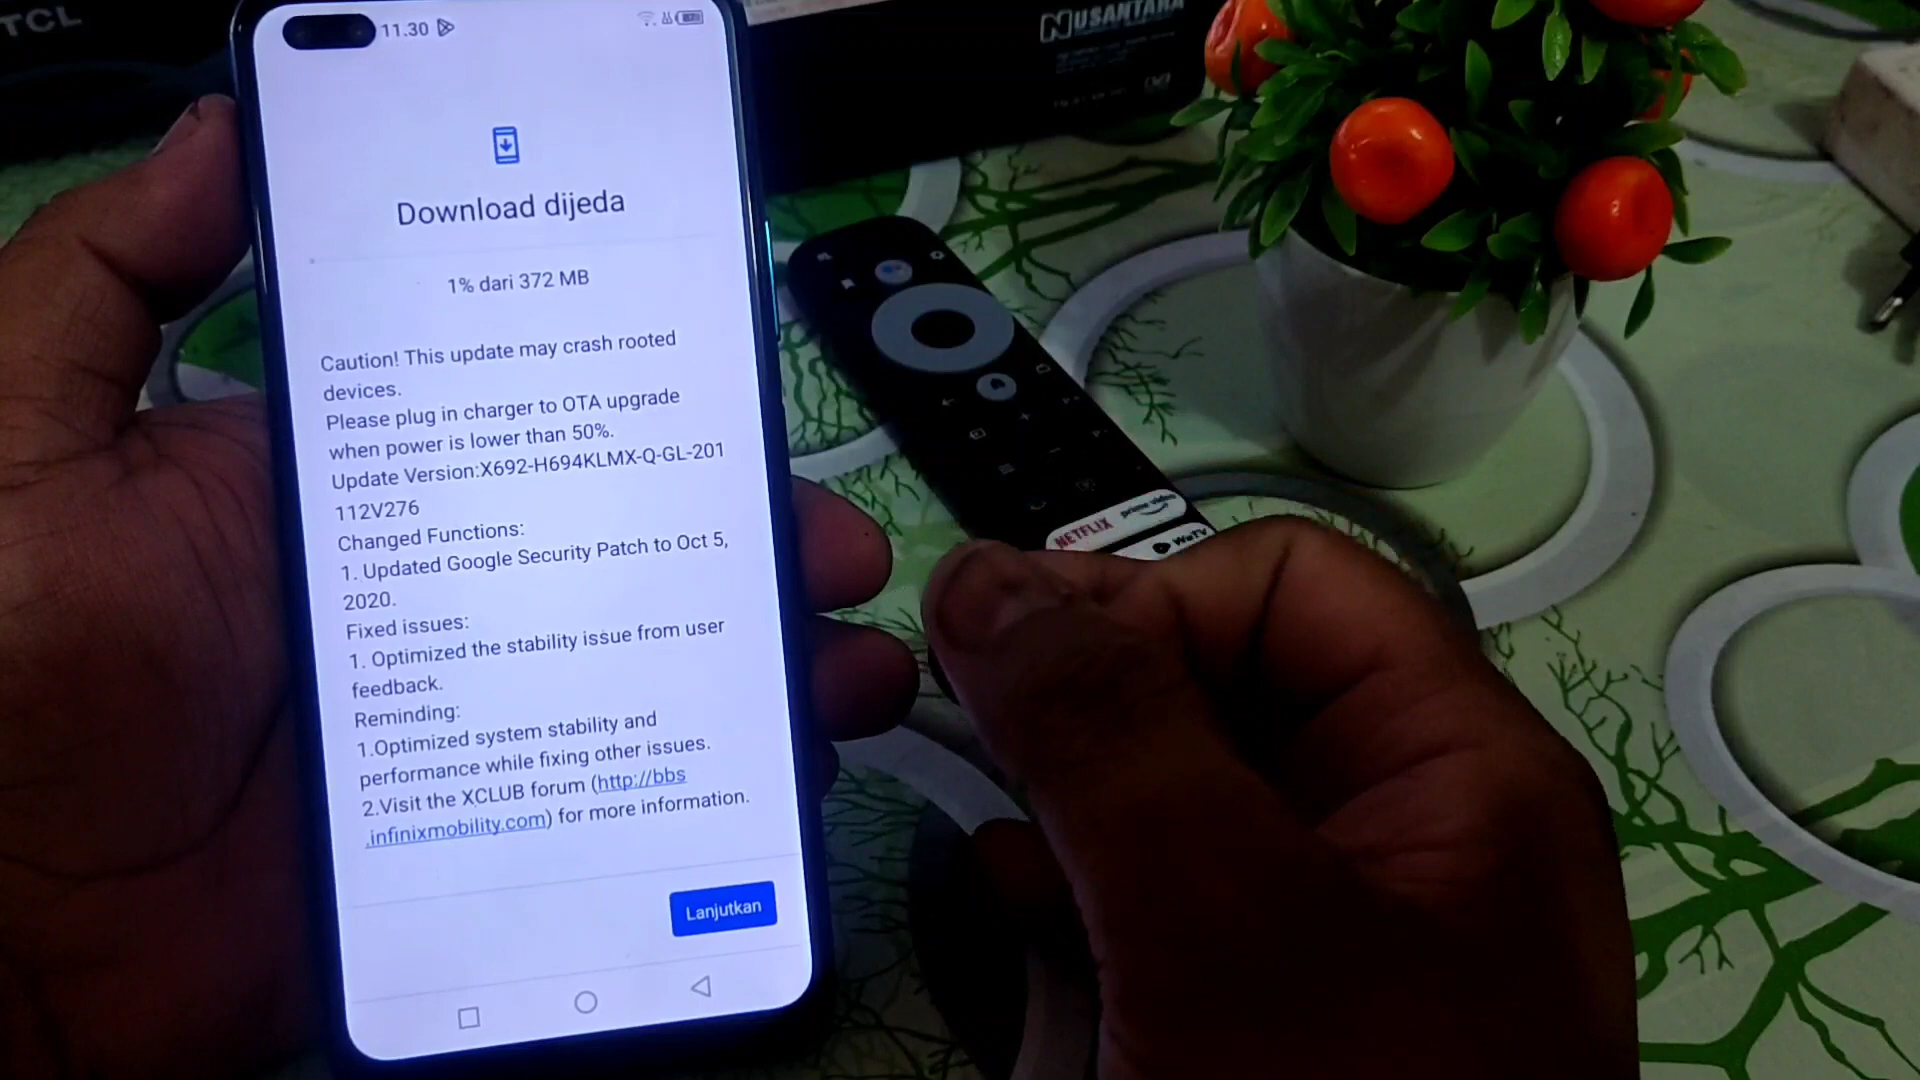 TCL
NUSANTARA
11.30
Download dijeda
1% dari 372 MB
Caution! This update may crash rooted
devices.
Please plug in charger to OTA upgrade
when power is lower than 50%.
Update Version:X692-H694KLMX-Q-GL-201
112V276
Changed Functions:
1. Updated Google Security Patch to Oct 5,
2020.
Fixed issues:
1. Optimized the stability issue from user
feedback.
Reminding:
1.Optimized system stability and
performance while fixing other issues.
2.Visit the XCLUB forum (http://bbs
.infinixmobility.com) for more information.
Lanjutkan
NETFLIX
prime video
WeTV